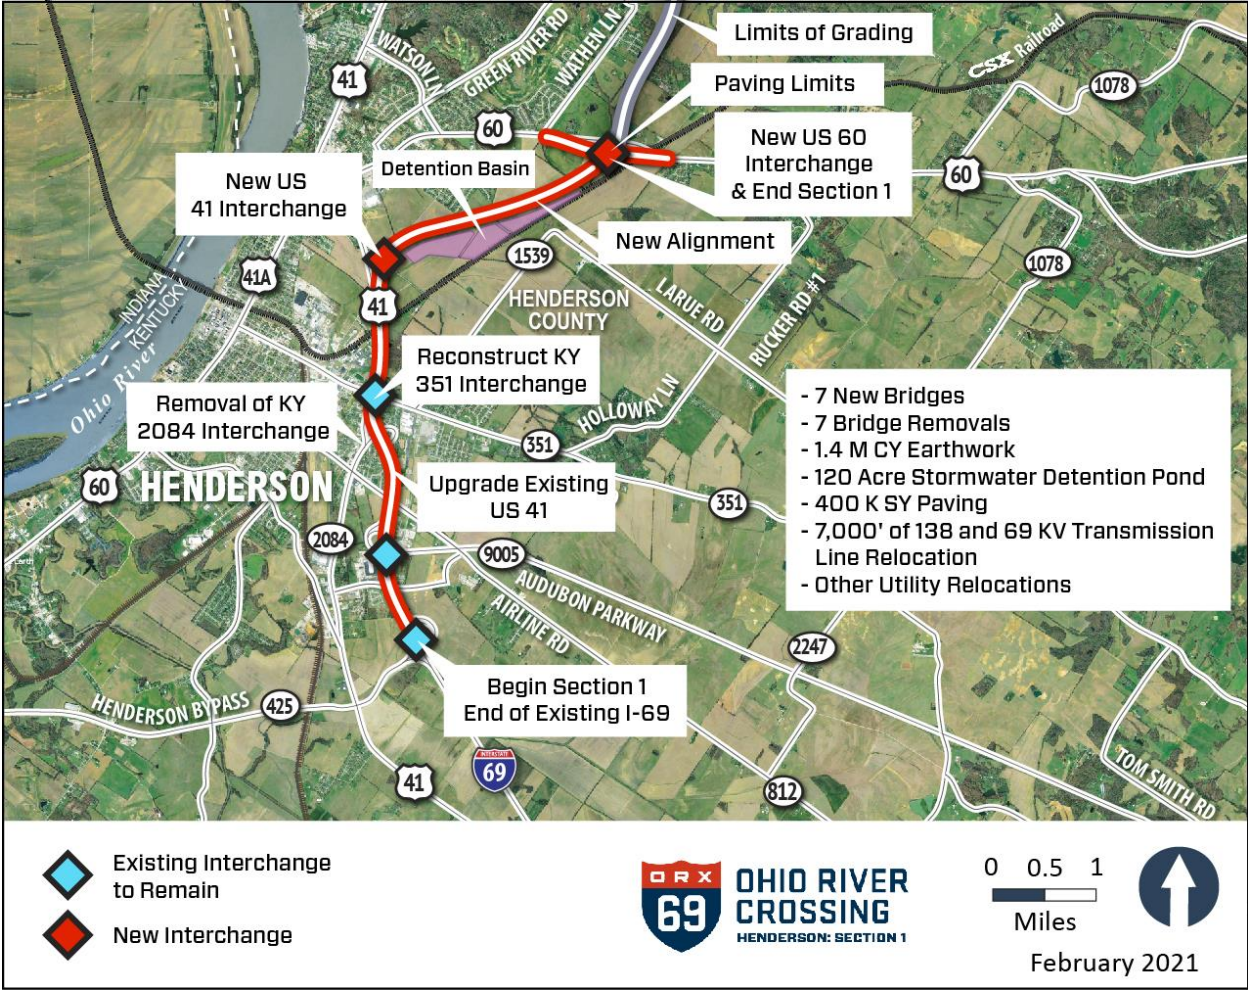 Limits of Grading
CSX Railroad
WATSON LN
GREEN RIVER RD
WATHEN LN
41
Paving Limits
1078
60
New US 60
Interchange
& End Section 1
Detention Basin
New US
41 Interchange
60
New Alignment
1539
1078
41A
INDIANA
KENTUCKY
41
HENDERSON
COUNTY
LARUE RD
RUCKER RD #1
Ohio River
Reconstruct KY
351 Interchange
Removal of KY
2084 Interchange
HOLLOWAY LN
- 7 New Bridges
- 7 Bridge Removals
- 1.4 M CY Earthwork
- 120 Acre Stormwater Detention Pond
- 400 K SY Paving
- 7,000' of 138 and 69 KV Transmission
Line Relocation
- Other Utility Relocations
351
60
HENDERSON
Upgrade Existing
US 41
351
2084
9005
AUDUBON PARKWAY
AIRLINE RD
2247
Begin Section 1
End of Existing I-69
HENDERSON BYPASS
425
41
INTERSTATE
69
812
TOM SMITH RD
Existing Interchange
to Remain
New Interchange
ORX
69
OHIO RIVER
CROSSING
HENDERSON: SECTION 1
0 0.5 1
Miles
February 2021